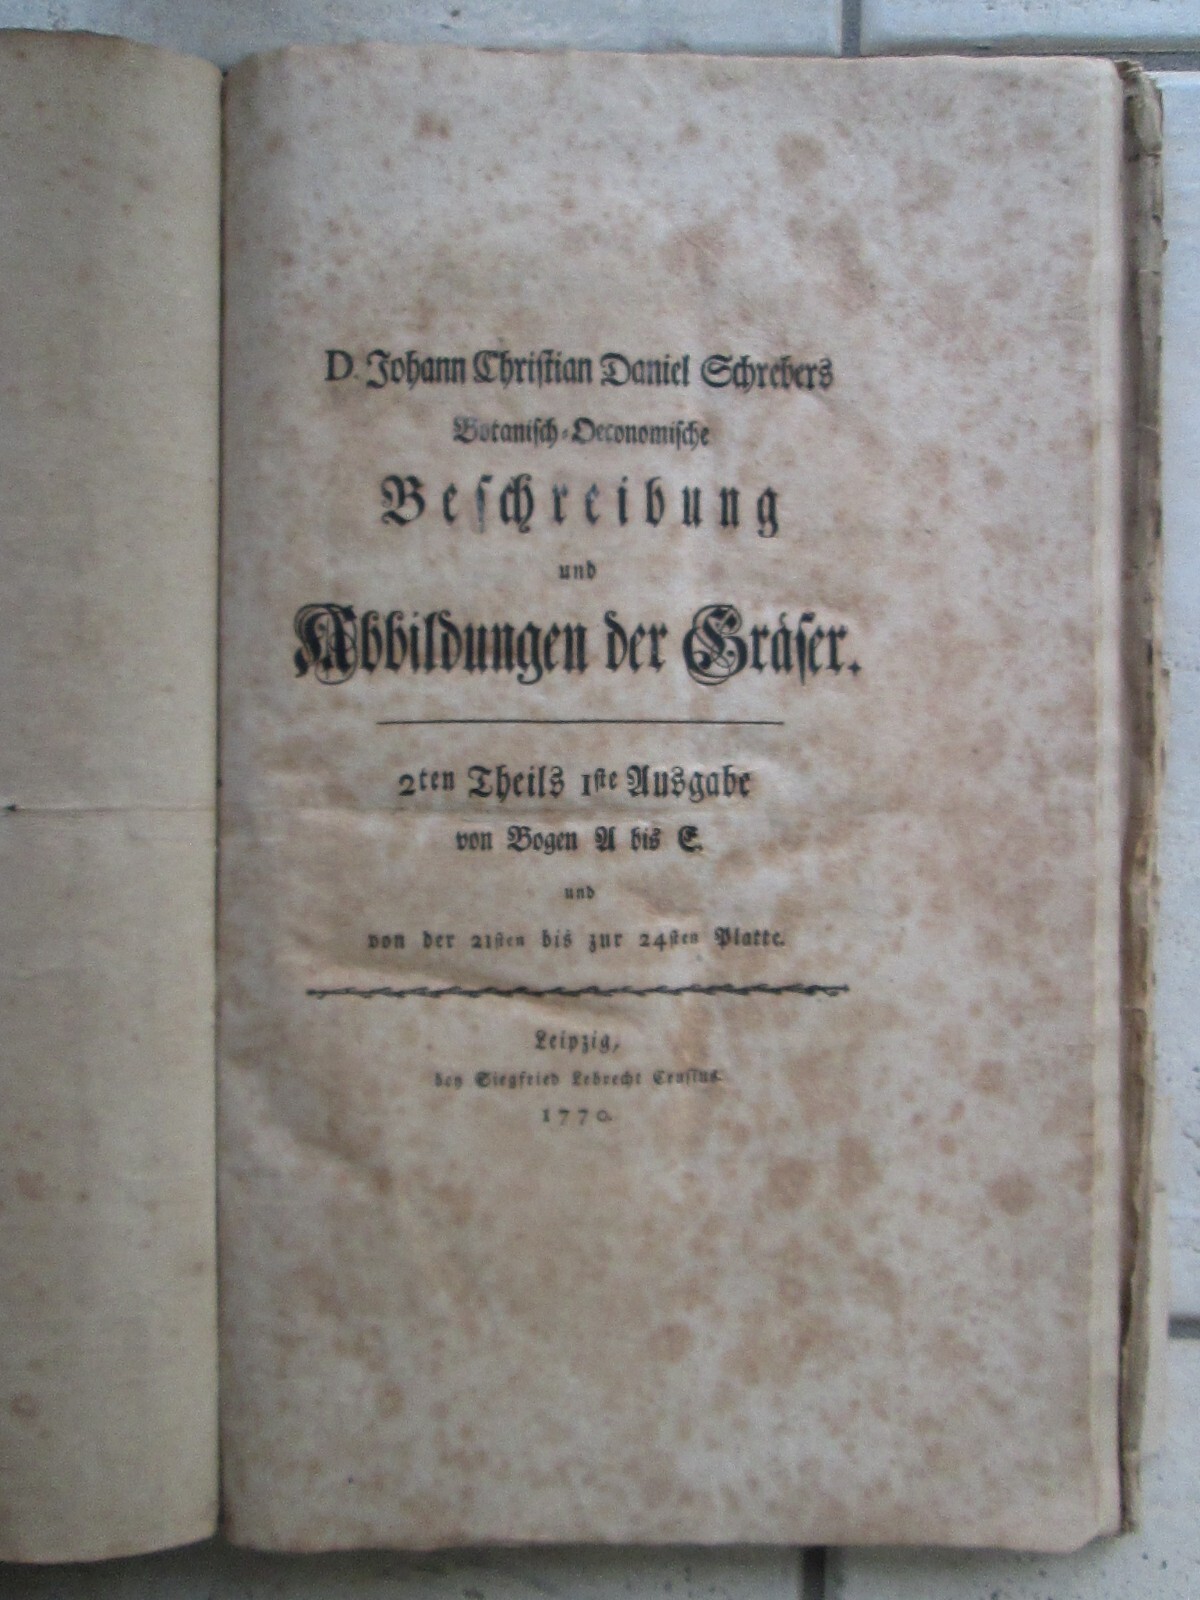 D. Johann Christian Daniel Schrebers
Botanisch-Oeconomische
Beschreibung
und
Abbildungen der Gräser.
2ten Theils 1ste Ausgabe
von Bogen A bis E.
und
von der 21sten bis zur 24sten Platte.
Leipzig,
bey Siegfried Lebrecht Crusius.
1770.